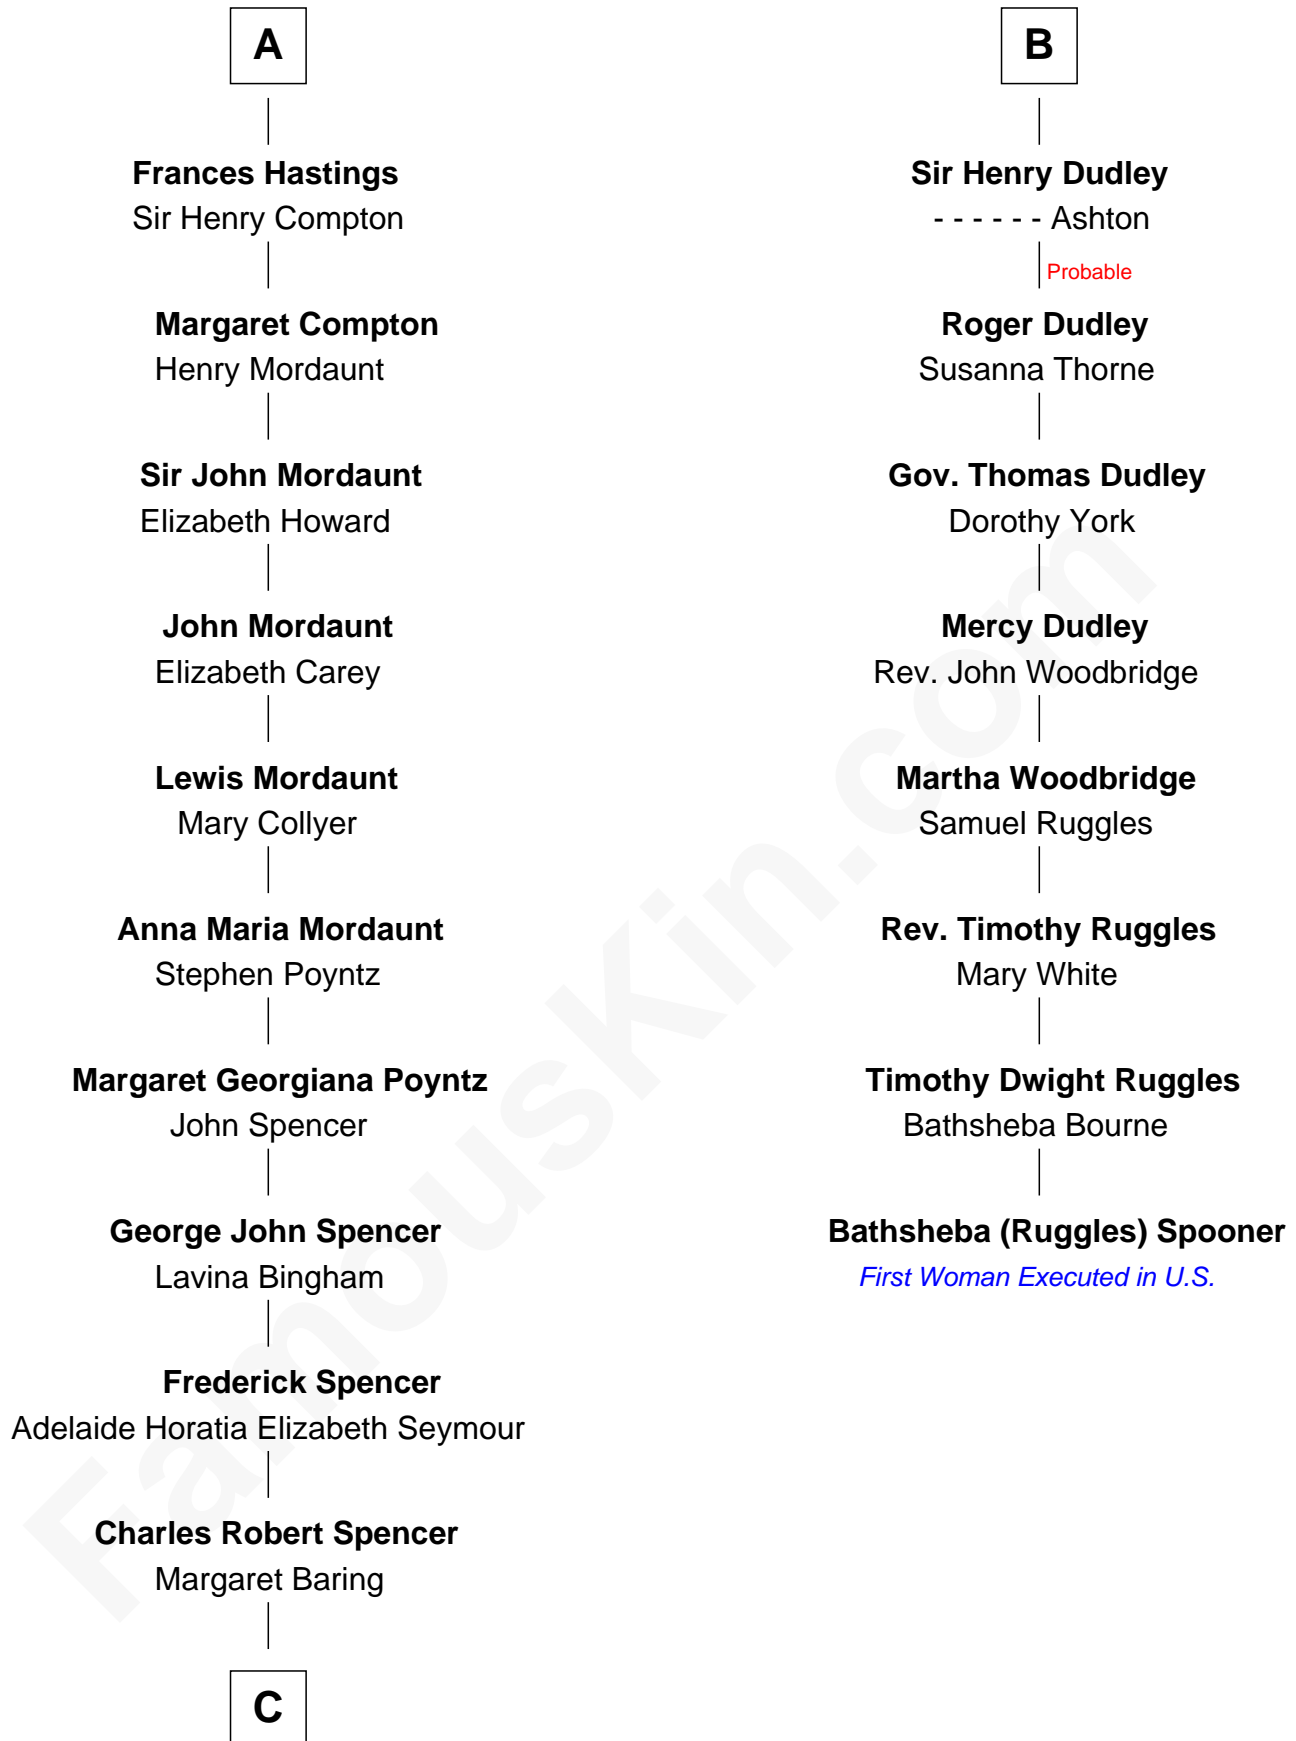 A
Frances Hastings
Sir Henry Compton
Margaret Compton
Henry Mordaunt
Sir John Mordaunt
Elizabeth Howard
John Mordaunt
Elizabeth Carey
Lewis Mordaunt
Mary Collyer
Anna Maria Mordaunt
Stephen Poyntz
Margaret Georgiana Poyntz
John Spencer
George John Spencer
Lavina Bingham
Frederick Spencer
Adelaide Horatia Elizabeth Seymour
Charles Robert Spencer
Margaret Baring
C
B
Sir Henry Dudley
- - - - - - Ashton
Probable
Roger Dudley
Susanna Thorne
Gov. Thomas Dudley
Dorothy York
Mercy Dudley
Rev. John Woodbridge
Martha Woodbridge
Samuel Ruggles
Rev. Timothy Ruggles
Mary White
Timothy Dwight Ruggles
Bathsheba Bourne
Bathsheba (Ruggles) Spooner
First Woman Executed in U.S.
FamousKin.com